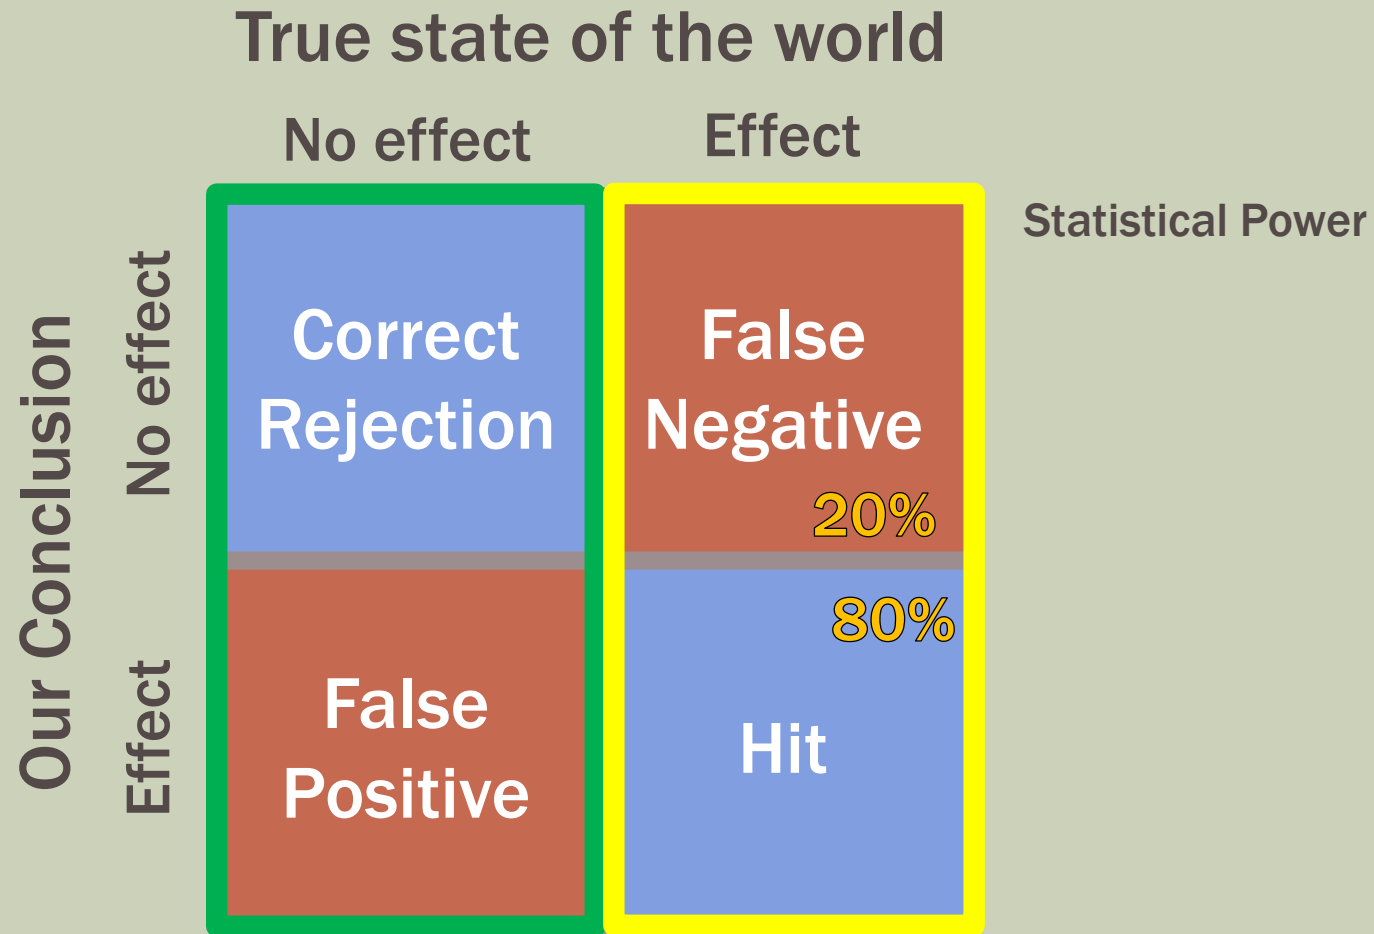 True state of the world
No effect
Effect
Statistical Power
Our Conclusion
No effect
Effect
Correct
Rejection
False
Negative
20%
80%
False
Positive
Hit